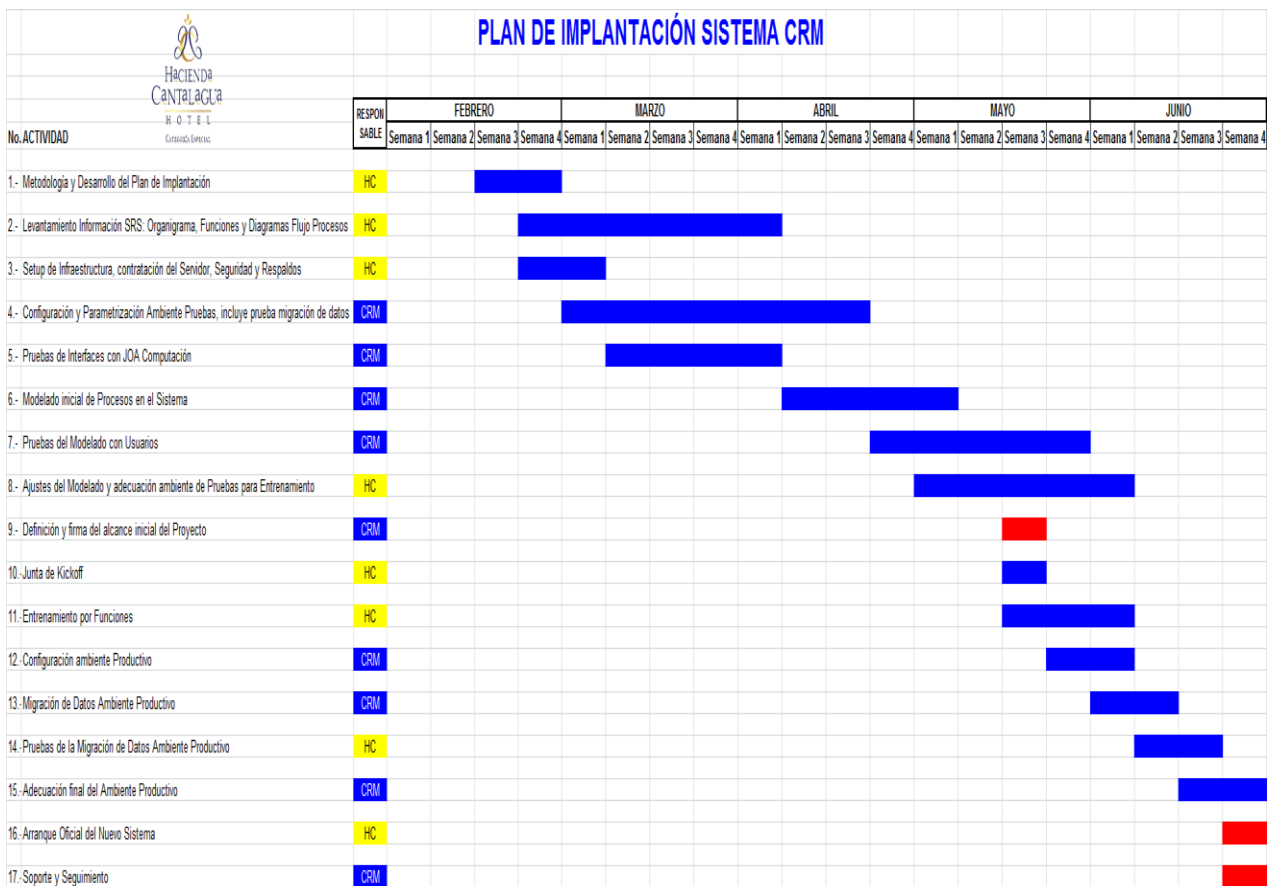 PLAN DE IMPLANTACIÓN SISTEMA CRM
HACIENDA
CANTALAGUA
HOTEL
CATEGORÍA ESPECIAL
RESPON SABLE
FEBRERO MARZO ABRIL MAYO JUNIO
No. ACTIVIDAD
Semana 1 Semana 2 Semana 3 Semana 4 Semana 1 Semana 2 Semana 3 Semana 4 Semana 1 Semana 2 Semana 3 Semana 4 Semana 1 Semana 2 Semana 3 Semana 4 Semana 1 Semana 2 Semana 3 Semana 4
1.- Metodología y Desarrollo del Plan de Implantación HC
2.- Levantamiento Información SRS: Organigrama, Funciones y Diagramas Flujo Procesos HC
3.- Setup de Infraestructura, contratación del Servidor, Seguridad y Respaldos HC
4.- Configuración y Parametrización Ambiente Pruebas, incluye prueba migración de datos CRM
5.- Pruebas de Interfaces con JOA Computación CRM
6.- Modelado inicial de Procesos en el Sistema CRM
7.- Pruebas del Modelado con Usuarios CRM
8.- Ajustes del Modelado y adecuación ambiente de Pruebas para Entrenamiento HC
9.- Definición y firma del alcance inicial del Proyecto CRM
10.- Junta de Kickoff HC
11.- Entrenamiento por Funciones HC
12.- Configuración ambiente Productivo CRM
13.- Migración de Datos Ambiente Productivo CRM
14.- Pruebas de la Migración de Datos Ambiente Productivo HC
15.- Adecuación final del Ambiente Productivo CRM
16.- Arranque Oficial del Nuevo Sistema HC
17.- Soporte y Seguimiento CRM